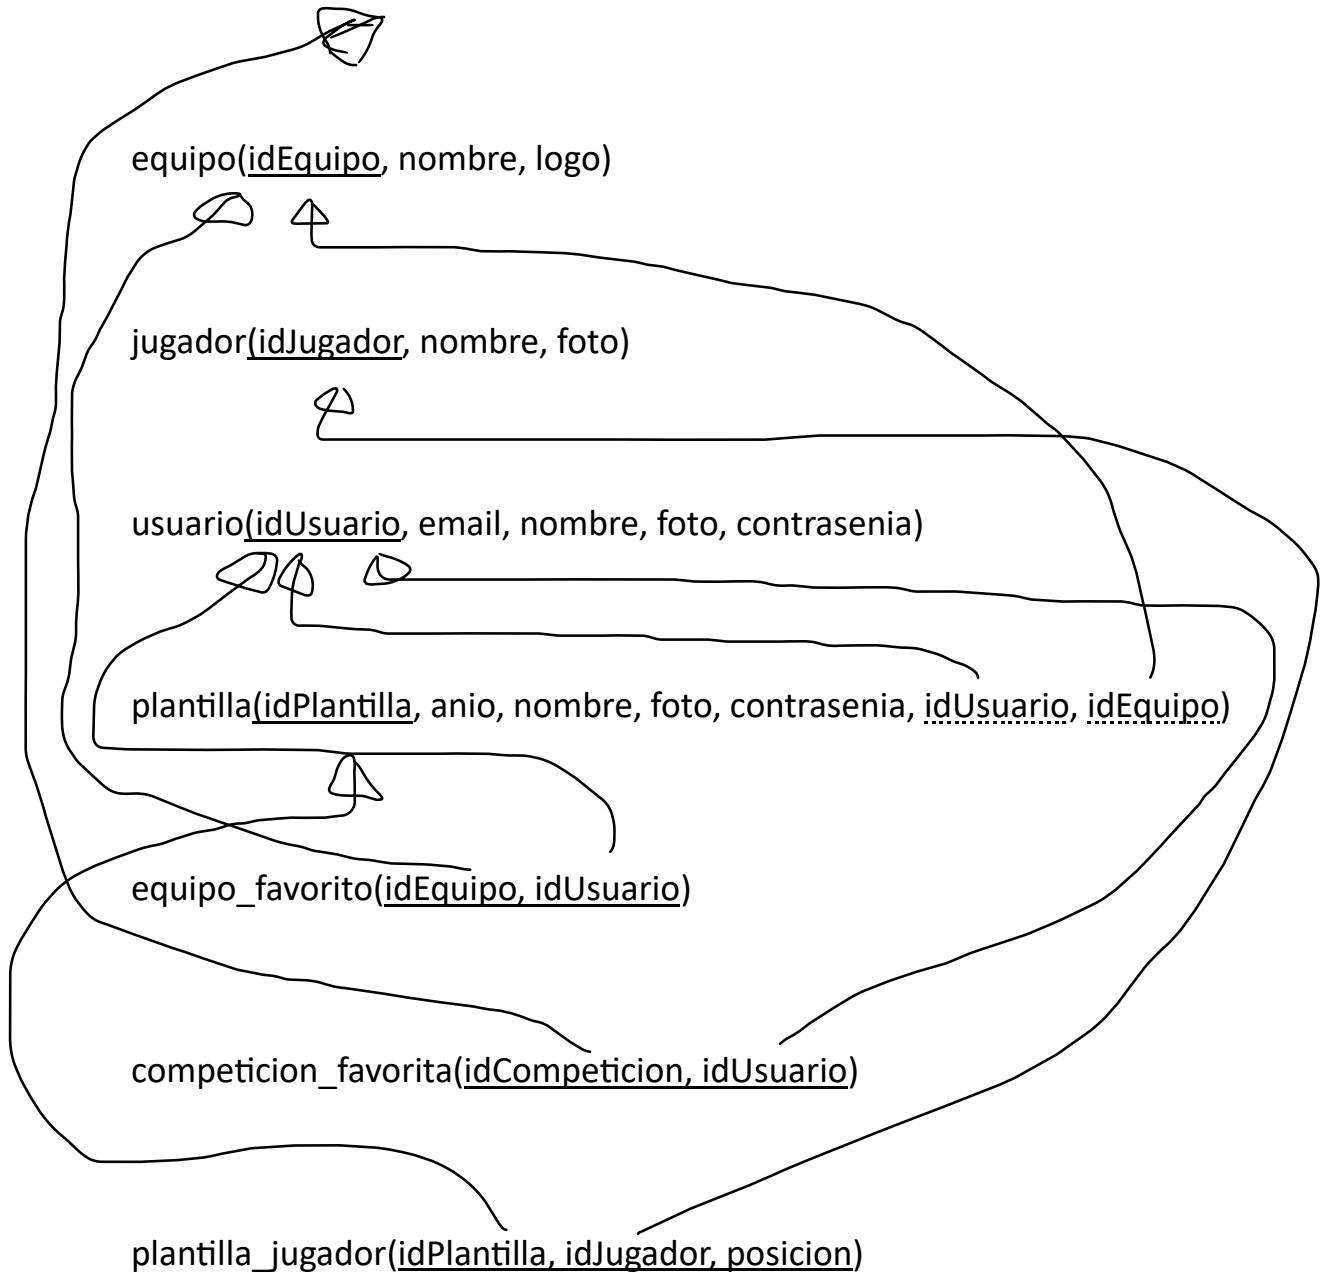 equipo(idEquipo, nombre, logo)
jugador(idJugador, nombre, foto)
usuario(idUsuario, email, nombre, foto, contrasenia)
plantilla(idPlantilla, anio, nombre, foto, contrasenia, idUsuario, idEquipo)
equipo_favorito(idEquipo, idUsuario)
competicion_favorita(idCompeticion, idUsuario)
plantilla_jugador(idPlantilla, idJugador, posicion)